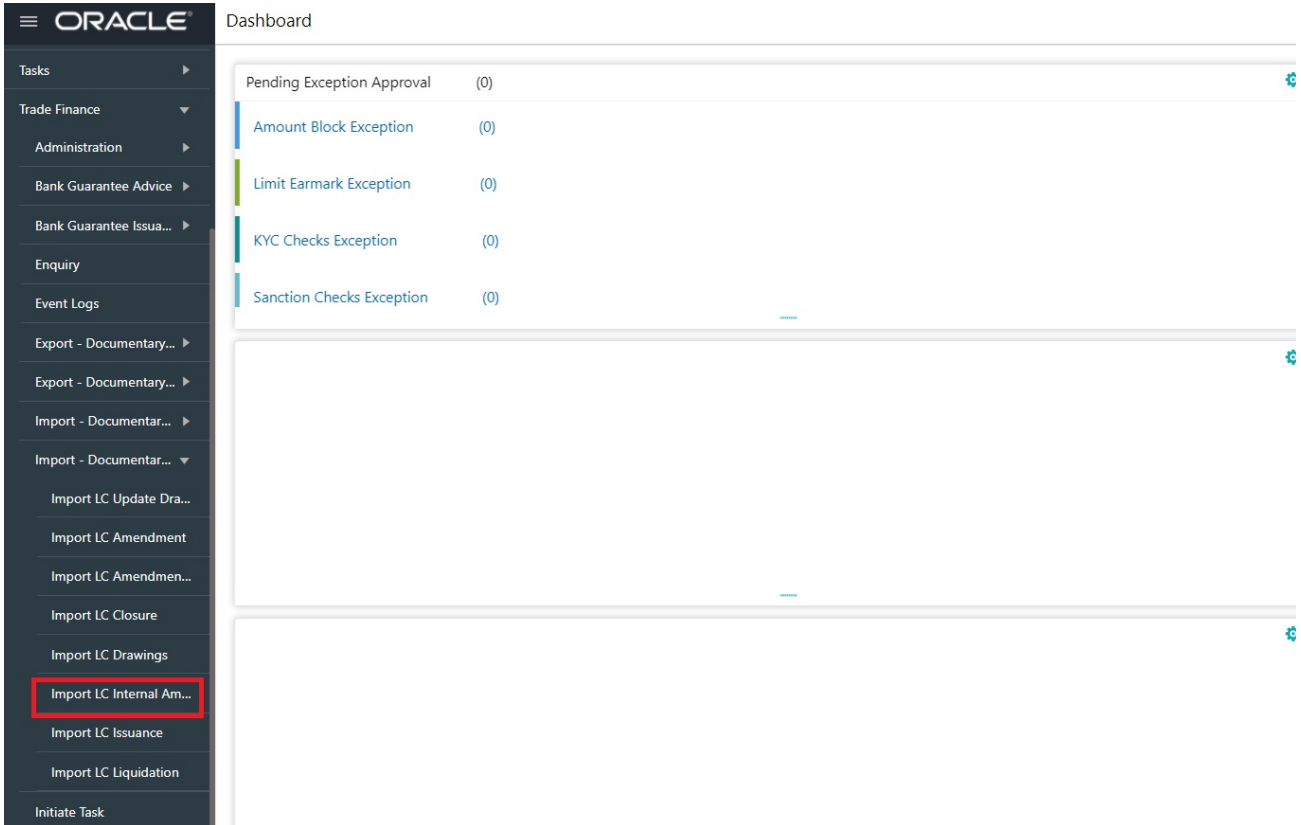 ORACLE
Dashboard
Tasks
Trade Finance
Administration
Bank Guarantee Advice
Bank Guarantee Issua...
Enquiry
Event Logs
Export - Documentary...
Export - Documentary...
Import - Documentar...
Import - Documentar...
Import LC Update Dra...
Import LC Amendment
Import LC Amendmen...
Import LC Closure
Import LC Drawings
Import LC Internal Am...
Import LC Issuance
Import LC Liquidation
Initiate Task
Pending Exception Approval (0)
Amount Block Exception (0)
Limit Earmark Exception (0)
KYC Checks Exception (0)
Sanction Checks Exception (0)